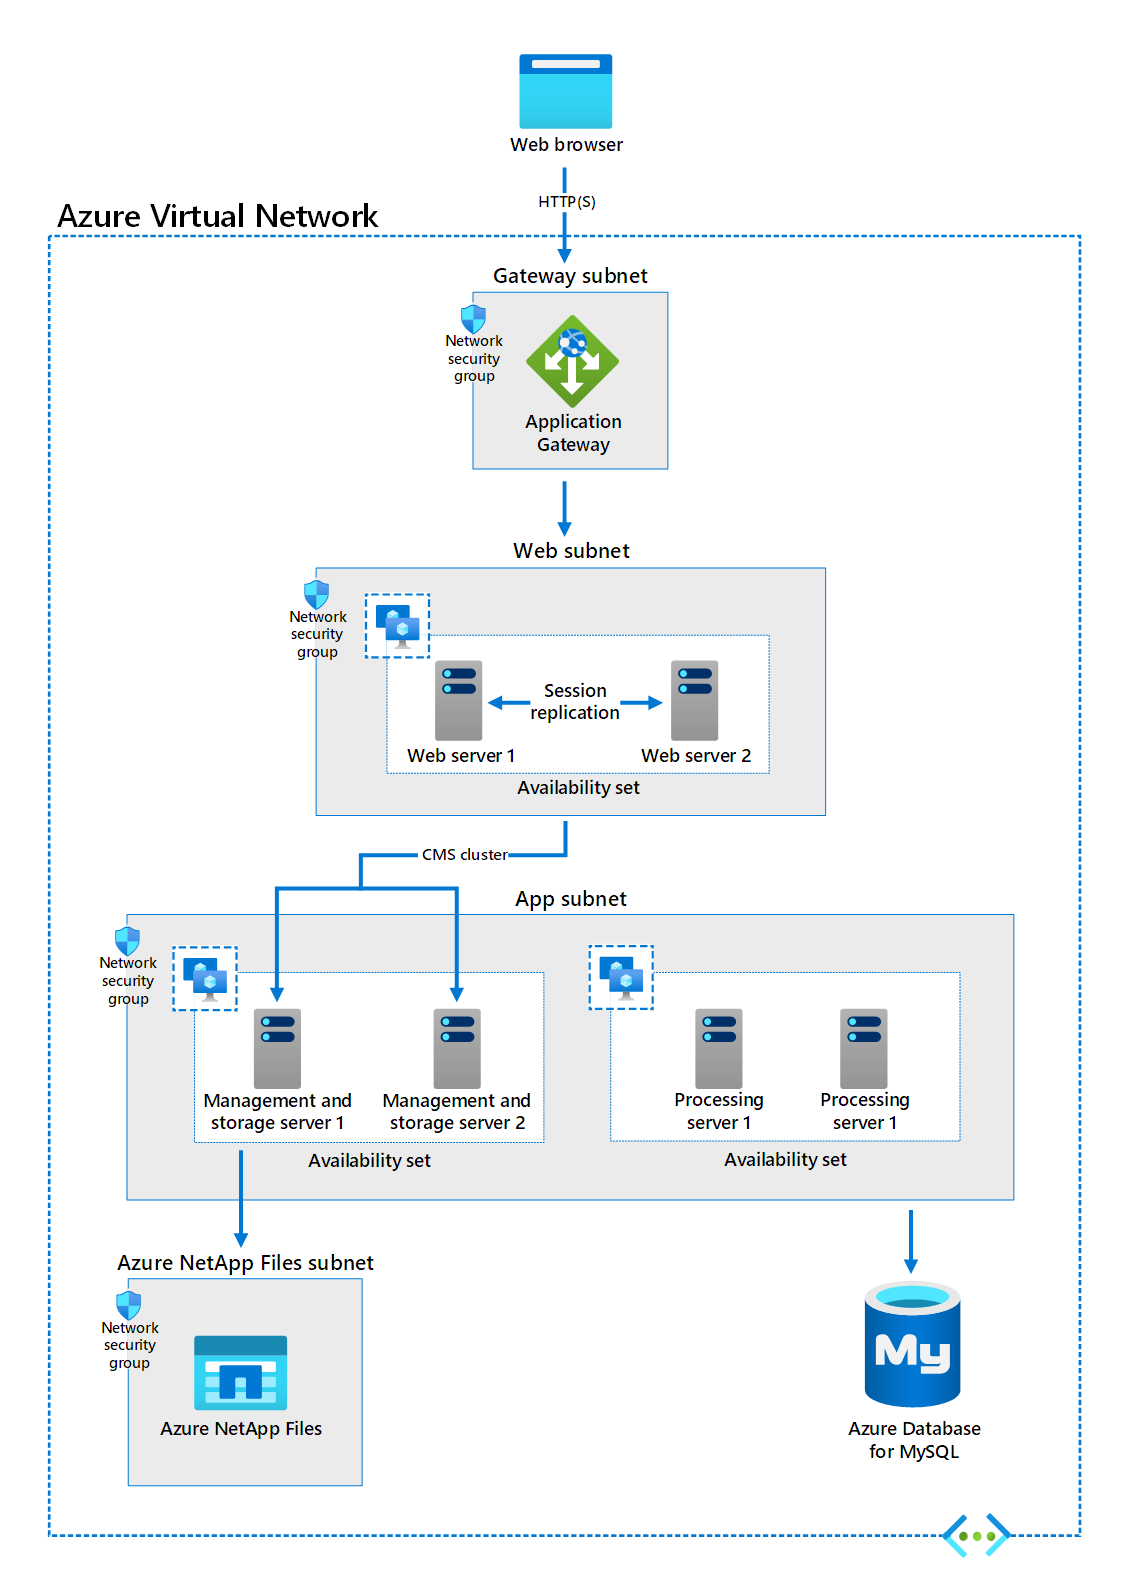 Web browser
HTTP(S)
Azure Virtual Network
Gateway subnet
Network
security
group
Application
Gateway
Web subnet
Network
security
group
Session
replication
Web server 1
Web server 2
Availability set
CMS cluster
App subnet
Network
security
group
Management and
storage server 1
Management and
storage server 2
Processing
server 1
Processing
server 1
Availability set
Availability set
Azure NetApp Files subnet
Network
security
group
Azure NetApp Files
My
Azure Database
for MySQL